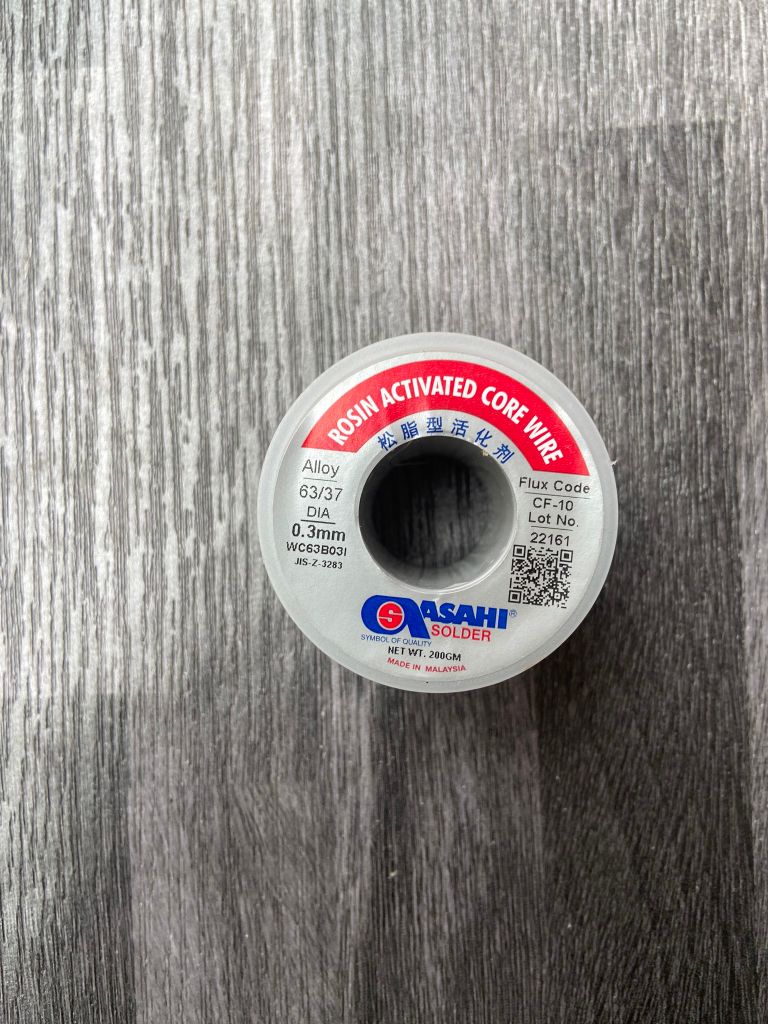 ROSIN ACTIVATED CORE WIRE
松脂型活化剂
Alloy
63/37
DIA
0.3mm
WC63B03I
JIS-Z-3283
Flux Code
CF-10
Lot No.
22161
S
ASAHI®
SOLDER
SYMBOL OF QUALITY
NET WT. 200GM
MADE IN MALAYSIA